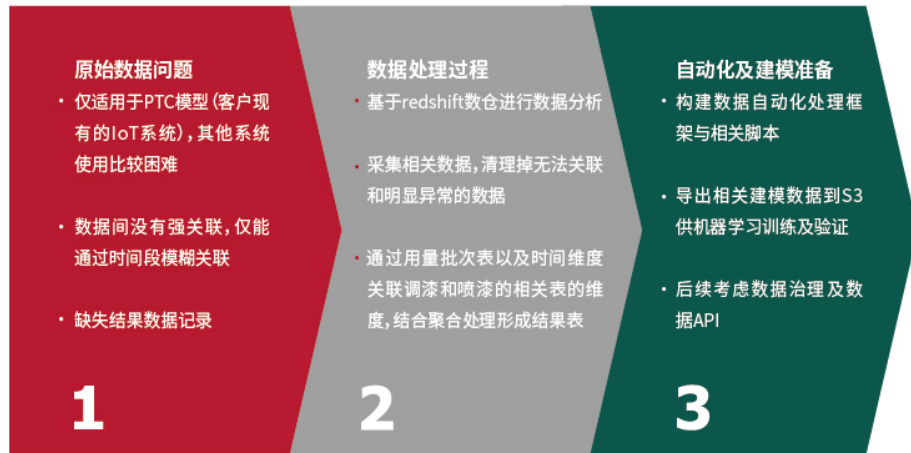 原始数据问题
• 仅适用于PTC模型(客户现
有的IoT系统),其他系统
使用比较困难
• 数据间没有强关联,仅能
通过时间段模糊关联
• 缺失结果数据记录
1
数据处理过程
• 基于redshift数仓进行数据分析
• 采集相关数据,清理掉无法关联
和明显异常的数据
• 通过用量批次表以及时间维度
关联调漆和喷漆的相关表的维
度,结合聚合处理形成结果表
2
自动化及建模准备
• 构建数据自动化处理框
架与相关脚本
• 导出相关建模数据到S3
供机器学习训练及验证
• 后续考虑数据治理及数
据API
3